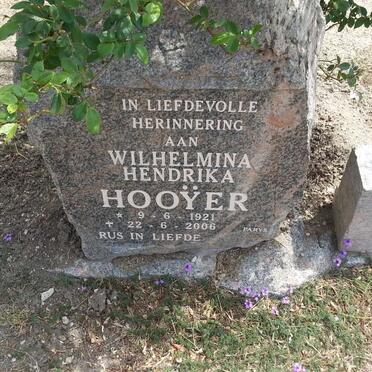 IN LIEFDEVOLLE
HERINNERING
AAN
WILHELMINA
HENDRIKA
HOOŸER
* 9 - 6 - 1921
+ 22 - 6 - 2006
RUS IN LIEFDE
PARYS